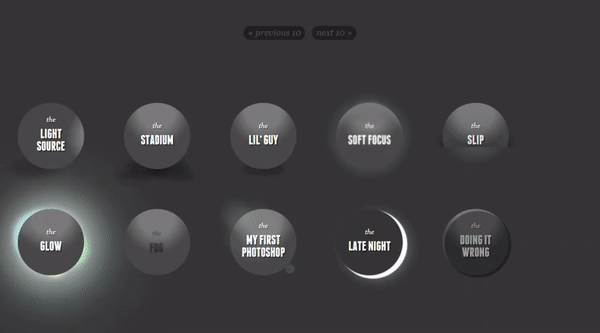 « previous 10 next 10 »
the
LIGHT
SOURCE
the
STADIUM
the
LIL' GUY
the
SOFT FOCUS
the
SLIP
the
GLOW
the
FOG
the
MY FIRST
PHOTOSHOP
the
LATE NIGHT
the
DOING IT
WRONG